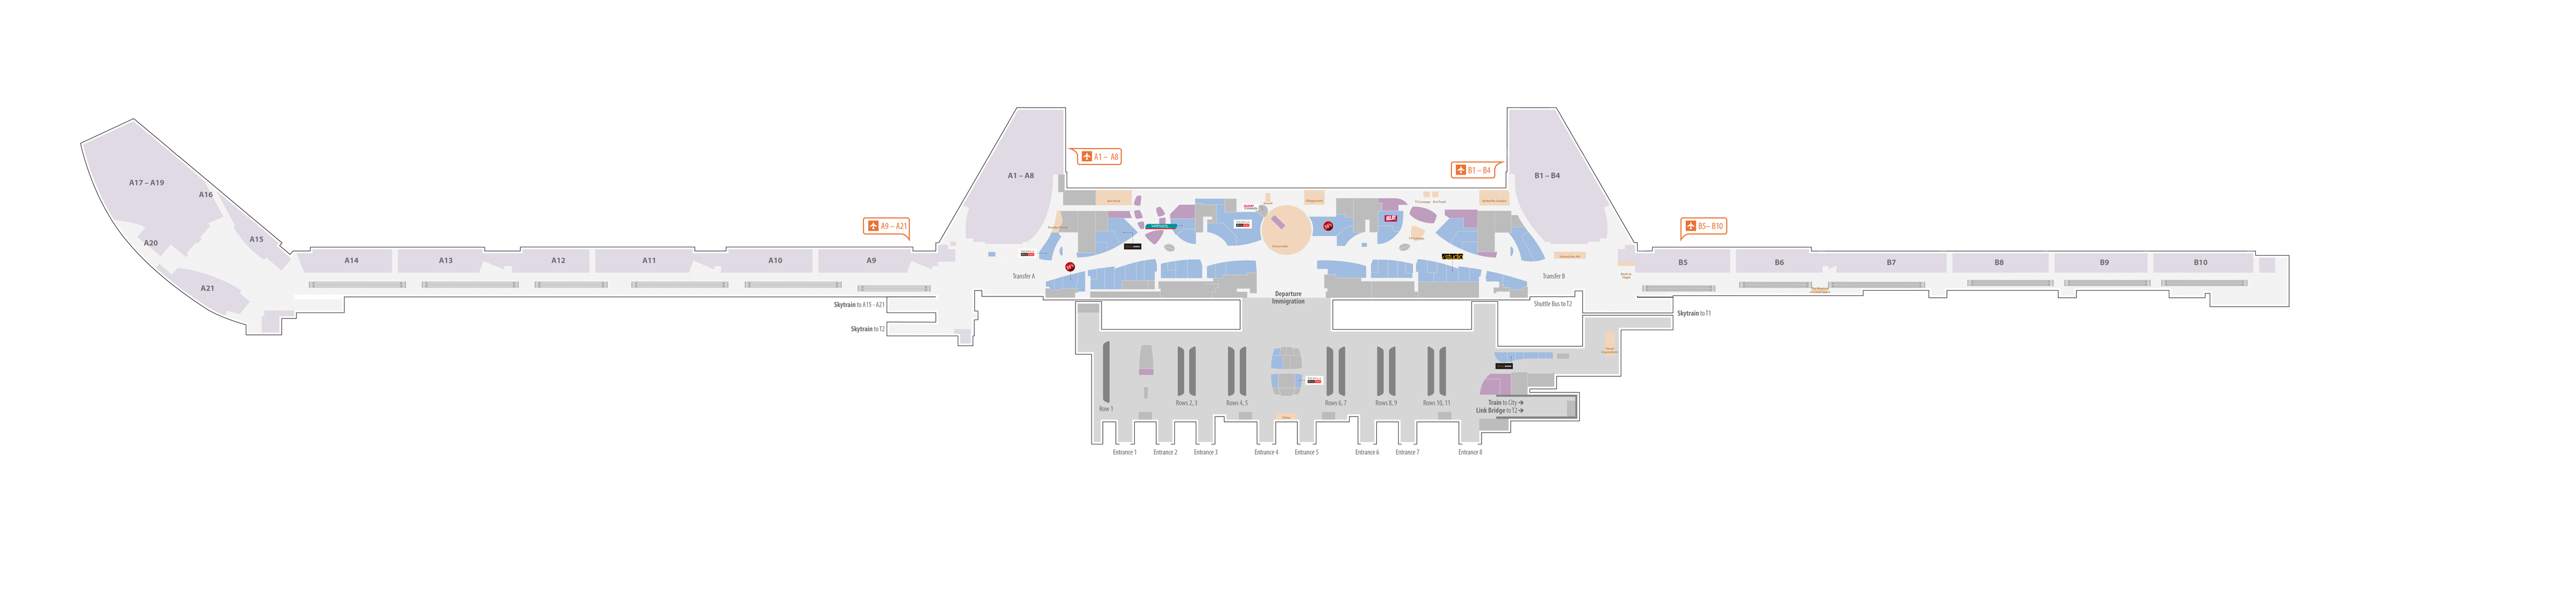 A1 – A8
B1 – B4
A17 – A19
A16
A20
A15
A21
A9 – A21
A1 – A8
B1 – B4
B5 – B10
A14
A13
A12
A11
A10
A9
B5
B6
B7
B8
B9
B10
Transfer A
Transfer B
Departure
Immigration
Skytrain to A15 - A21
Skytrain to T2
Shuttle Bus to T2
Skytrain to T1
Row 1
Rows 2, 3
Rows 4, 5
Rows 6, 7
Rows 8, 9
Rows 10, 11
Train to City →
Link Bridge to T2 →
Entrance 1
Entrance 2
Entrance 3
Entrance 4
Entrance 5
Entrance 6
Entrance 7
Entrance 8